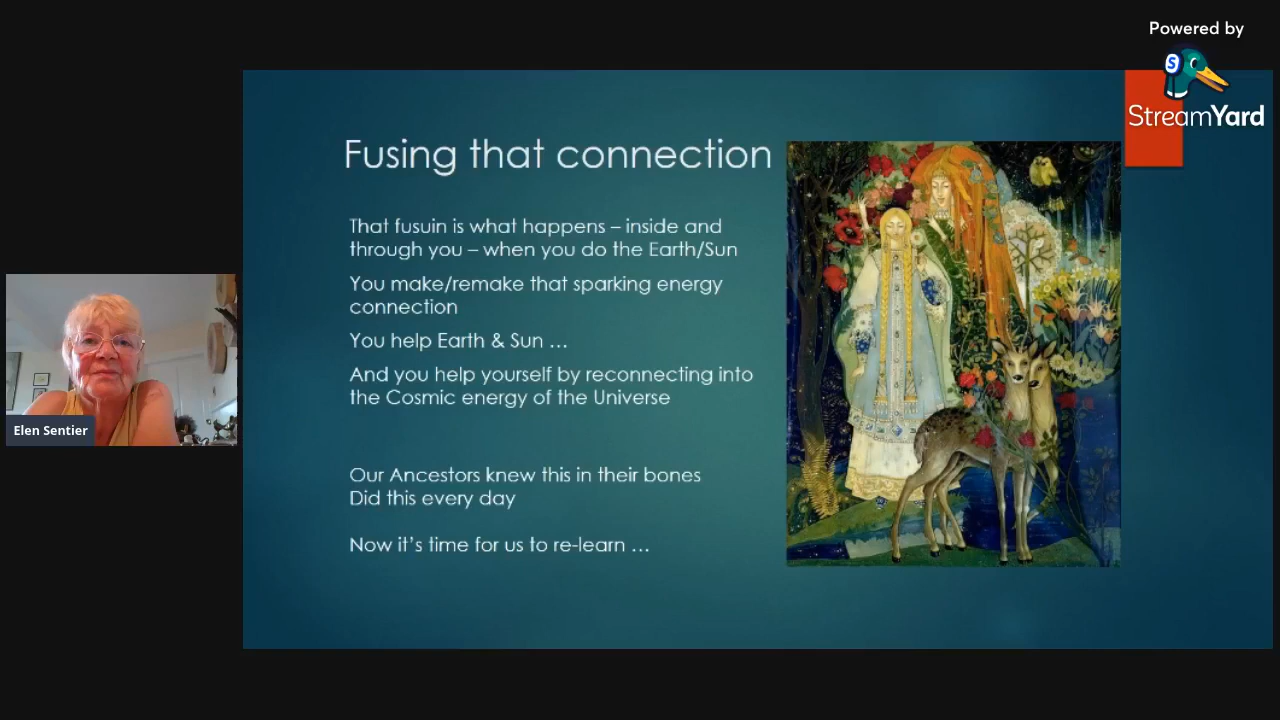 Powered by
S
StreamYard
Fusing that connection
That fusuin is what happens – inside and
through you – when you do the Earth/Sun
You make/remake that sparking energy
connection
You help Earth & Sun ...
And you help yourself by reconnecting into
the Cosmic energy of the Universe
Our Ancestors knew this in their bones
Did this every day
Now it's time for us to re-learn ...
Elen Sentier